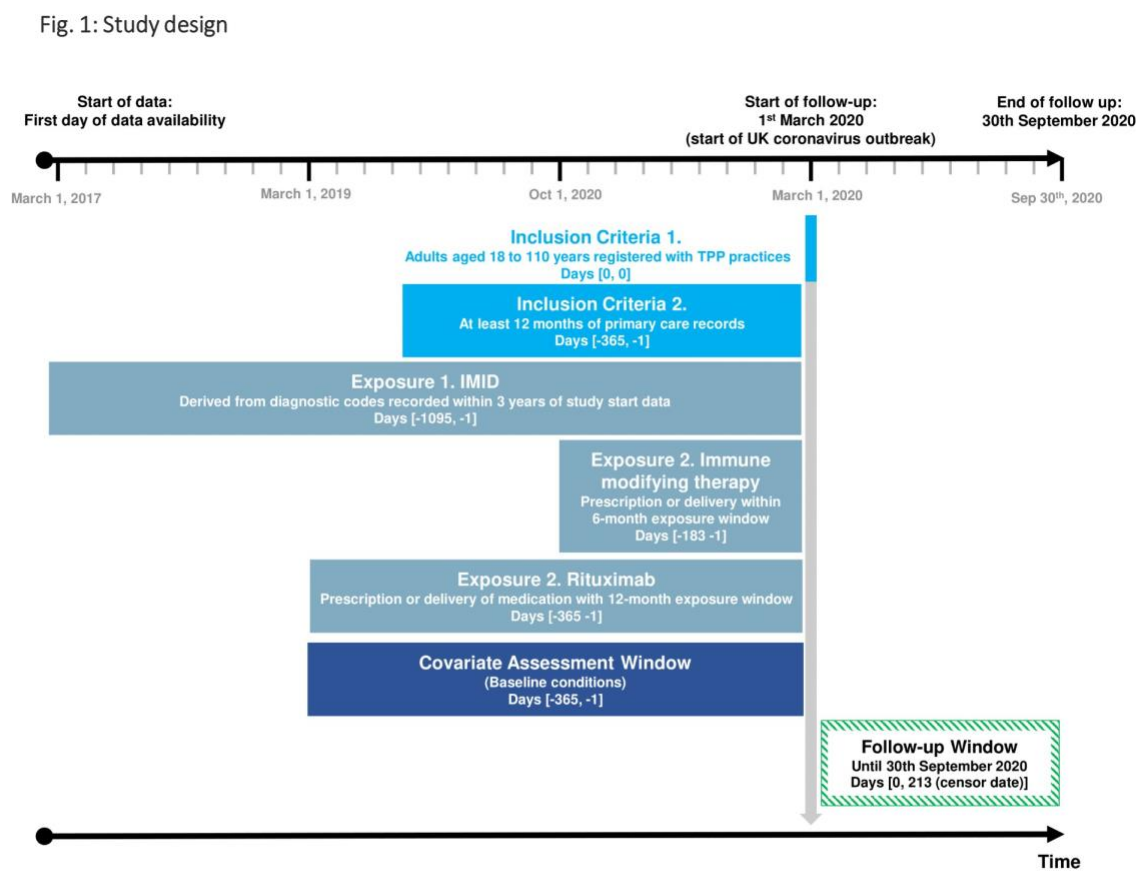 Fig. 1: Study design
Start of data:
First day of data availability
Start of follow-up:
1st March 2020
(start of UK coronavirus outbreak)
End of follow up:
30th September 2020
March 1, 2017
March 1, 2019
Oct 1, 2020
March 1, 2020
Sep 30th, 2020
Inclusion Criteria 1.
Adults aged 18 to 110 years registered with TPP practices
Days [0, 0]
Inclusion Criteria 2.
At least 12 months of primary care records
Days [-365, -1]
Exposure 1. IMID
Derived from diagnostic codes recorded within 3 years of study start data
Days [-1095, -1]
Exposure 2. Immune
modifying therapy
Prescription or delivery within
6-month exposure window
Days [-183 -1]
Exposure 2. Rituximab
Prescription or delivery of medication with 12-month exposure window
Days [-365 -1]
Covariate Assessment Window
(Baseline conditions)
Days [-365, -1]
Follow-up Window
Until 30th September 2020
Days [0, 213 (censor date)]
Time